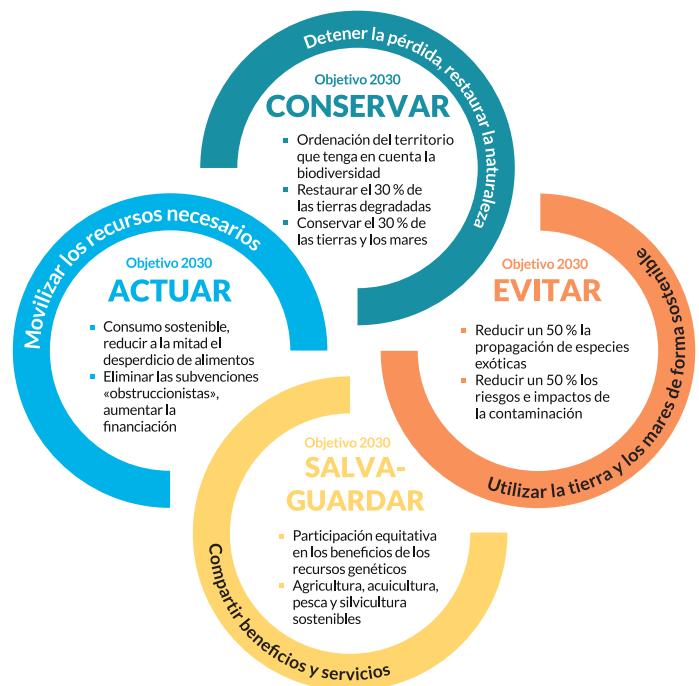 Detener la pérdida, restaurar la naturaleza
Objetivo 2030
CONSERVAR
▪ Ordenación del territorio
que tenga en cuenta la
biodiversidad
▪ Restaurar el 30 % de
las tierras degradadas
▪ Conservar el 30 % de
las tierras y los mares
Movilizar los recursos necesarios
Objetivo 2030
ACTUAR
▪ Consumo sostenible,
reducir a la mitad el
desperdicio de alimentos
▪ Eliminar las subvenciones
«obstruccionistas»,
aumentar la
financiación
Objetivo 2030
EVITAR
▪ Reducir un 50 % la
propagación de especies
exóticas
▪ Reducir un 50 % los
riesgos e impactos de
la contaminación
Utilizar la tierra y los mares de forma sostenible
Objetivo 2030
SALVA-
GUARDAR
▪ Participación equitativa
en los beneficios de los
recursos genéticos
▪ Agricultura, acuicultura,
pesca y silvicultura
sostenibles
Compartir beneficios y servicios